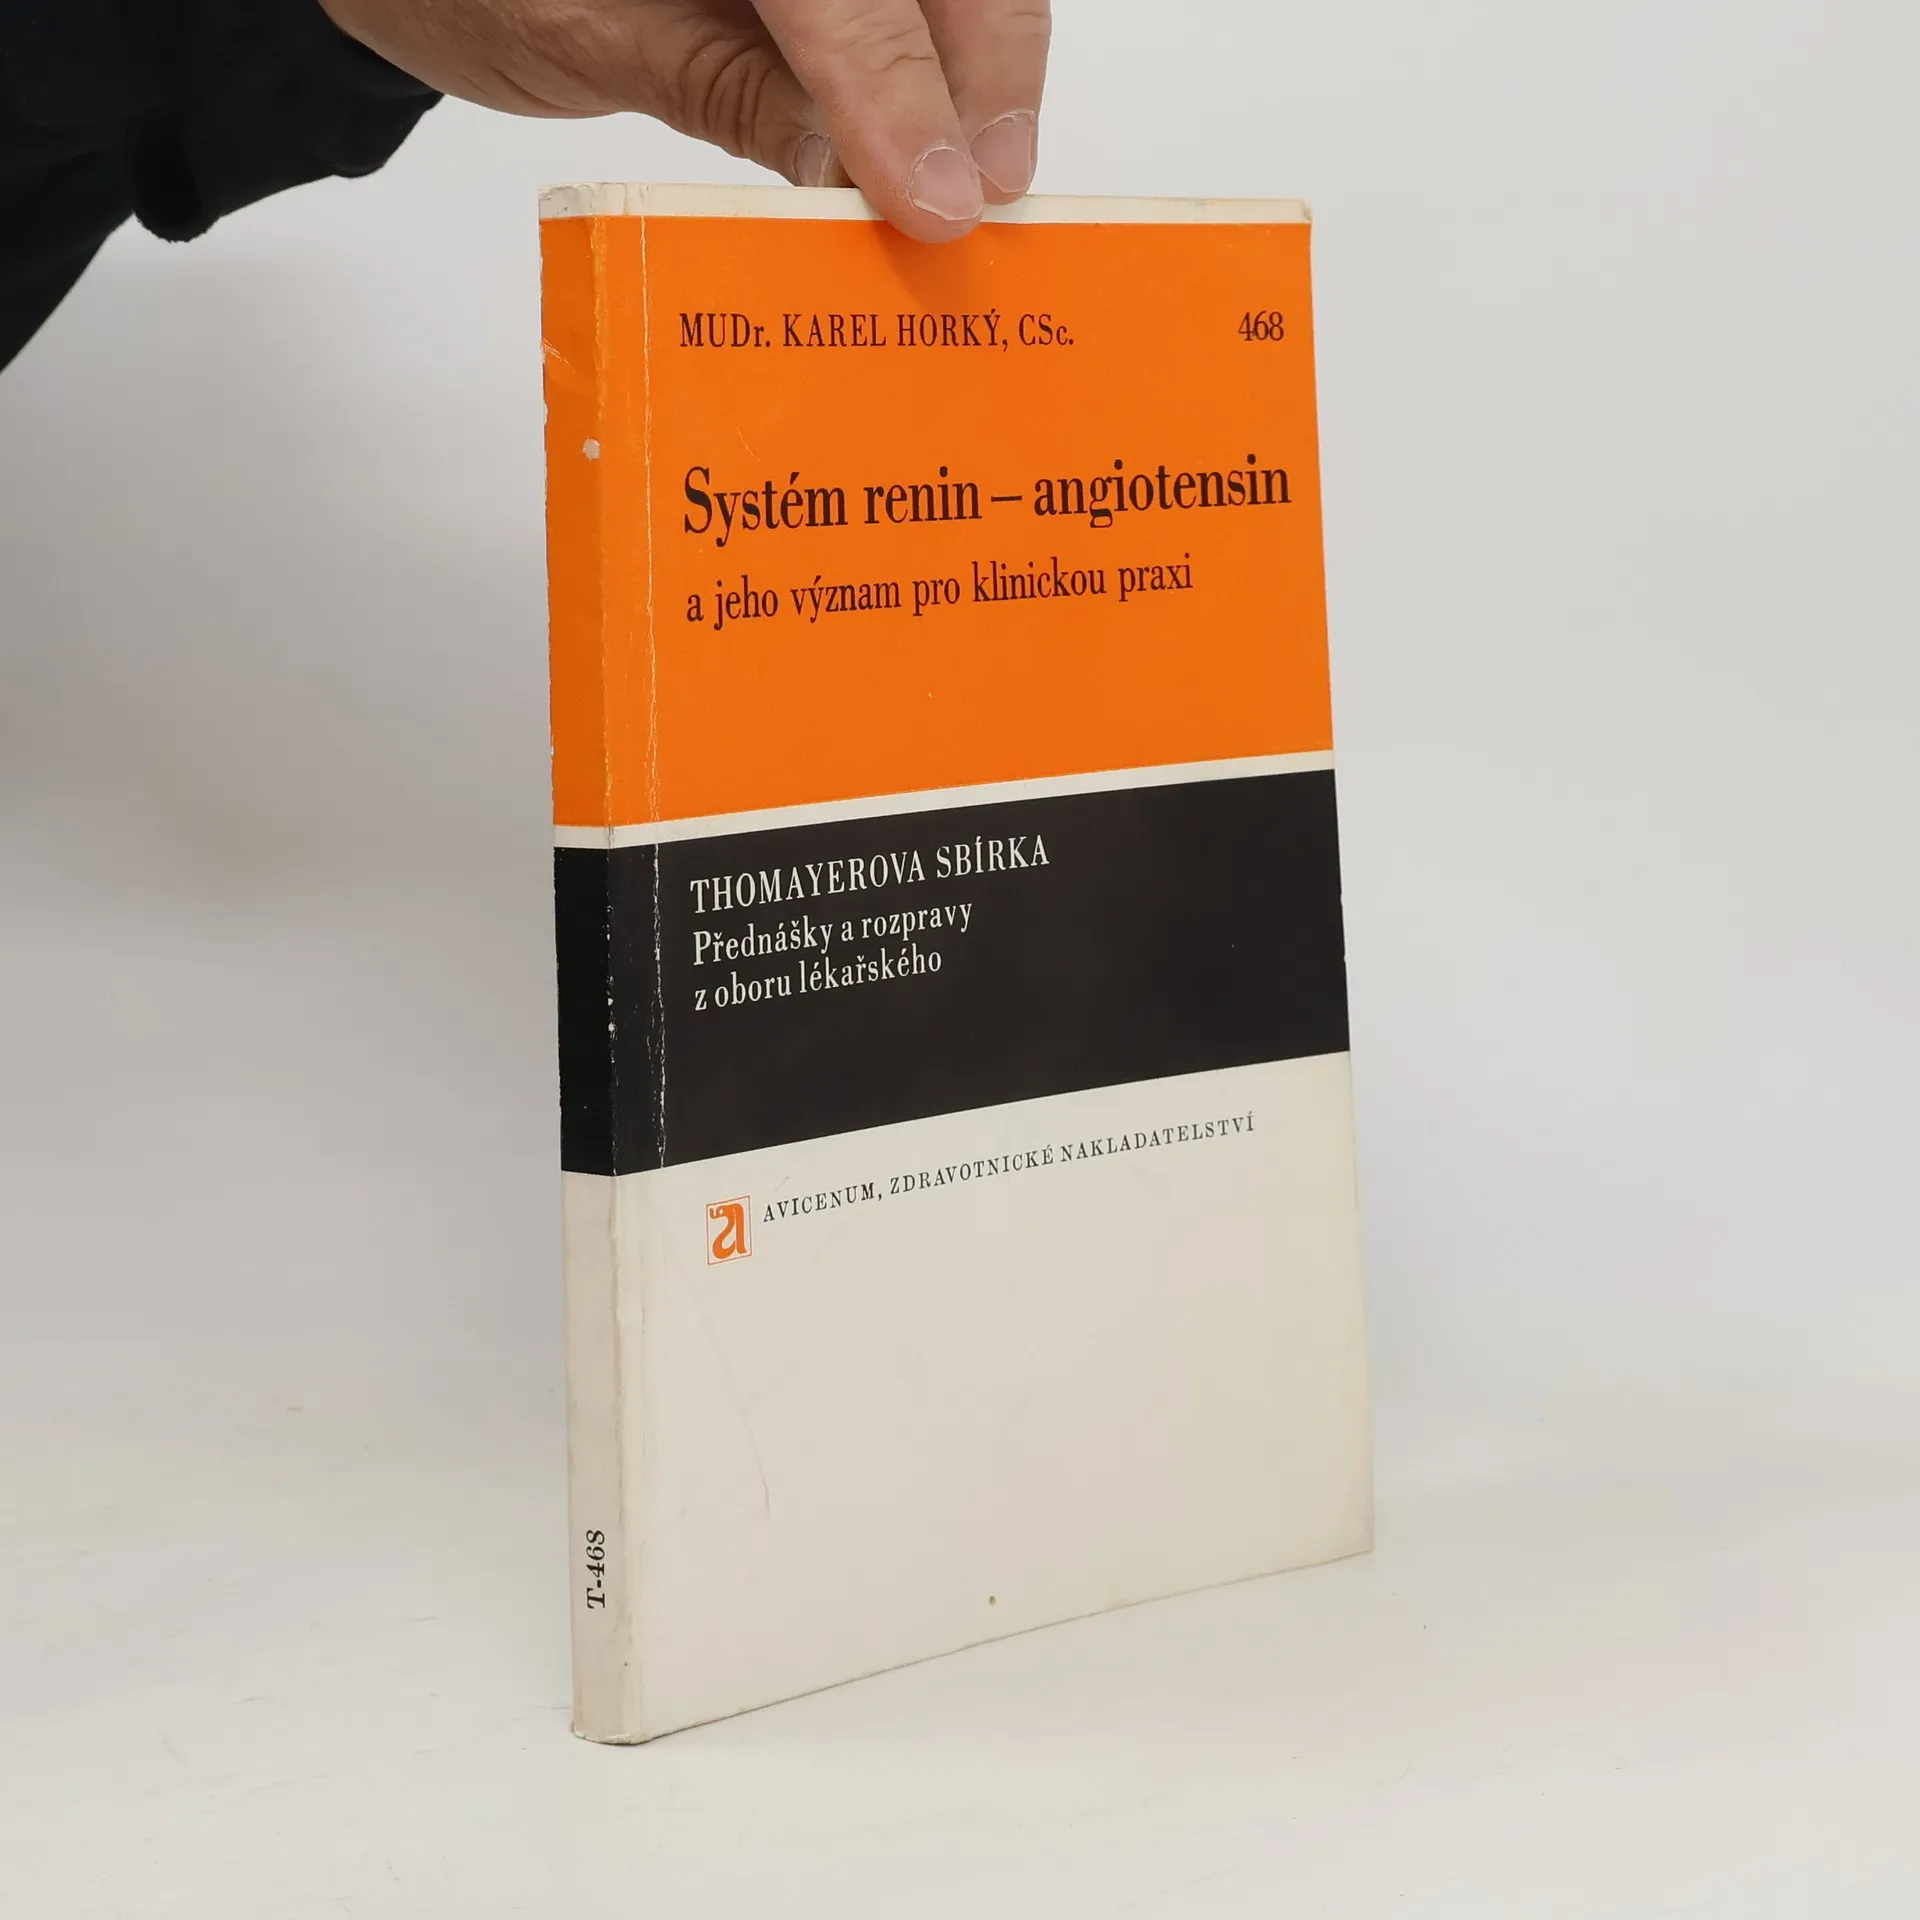 MUDr. KAREL HORKÝ, CSc. 468
Systém renin – angiotensin
a jeho význam pro klinickou praxi
THOMAYEROVA SBÍRKA
Přednášky a rozpravy
z oboru lékařského
a AVICENUM, ZDRAVOTNICKÉ NAKLADATELSTVÍ
T-468